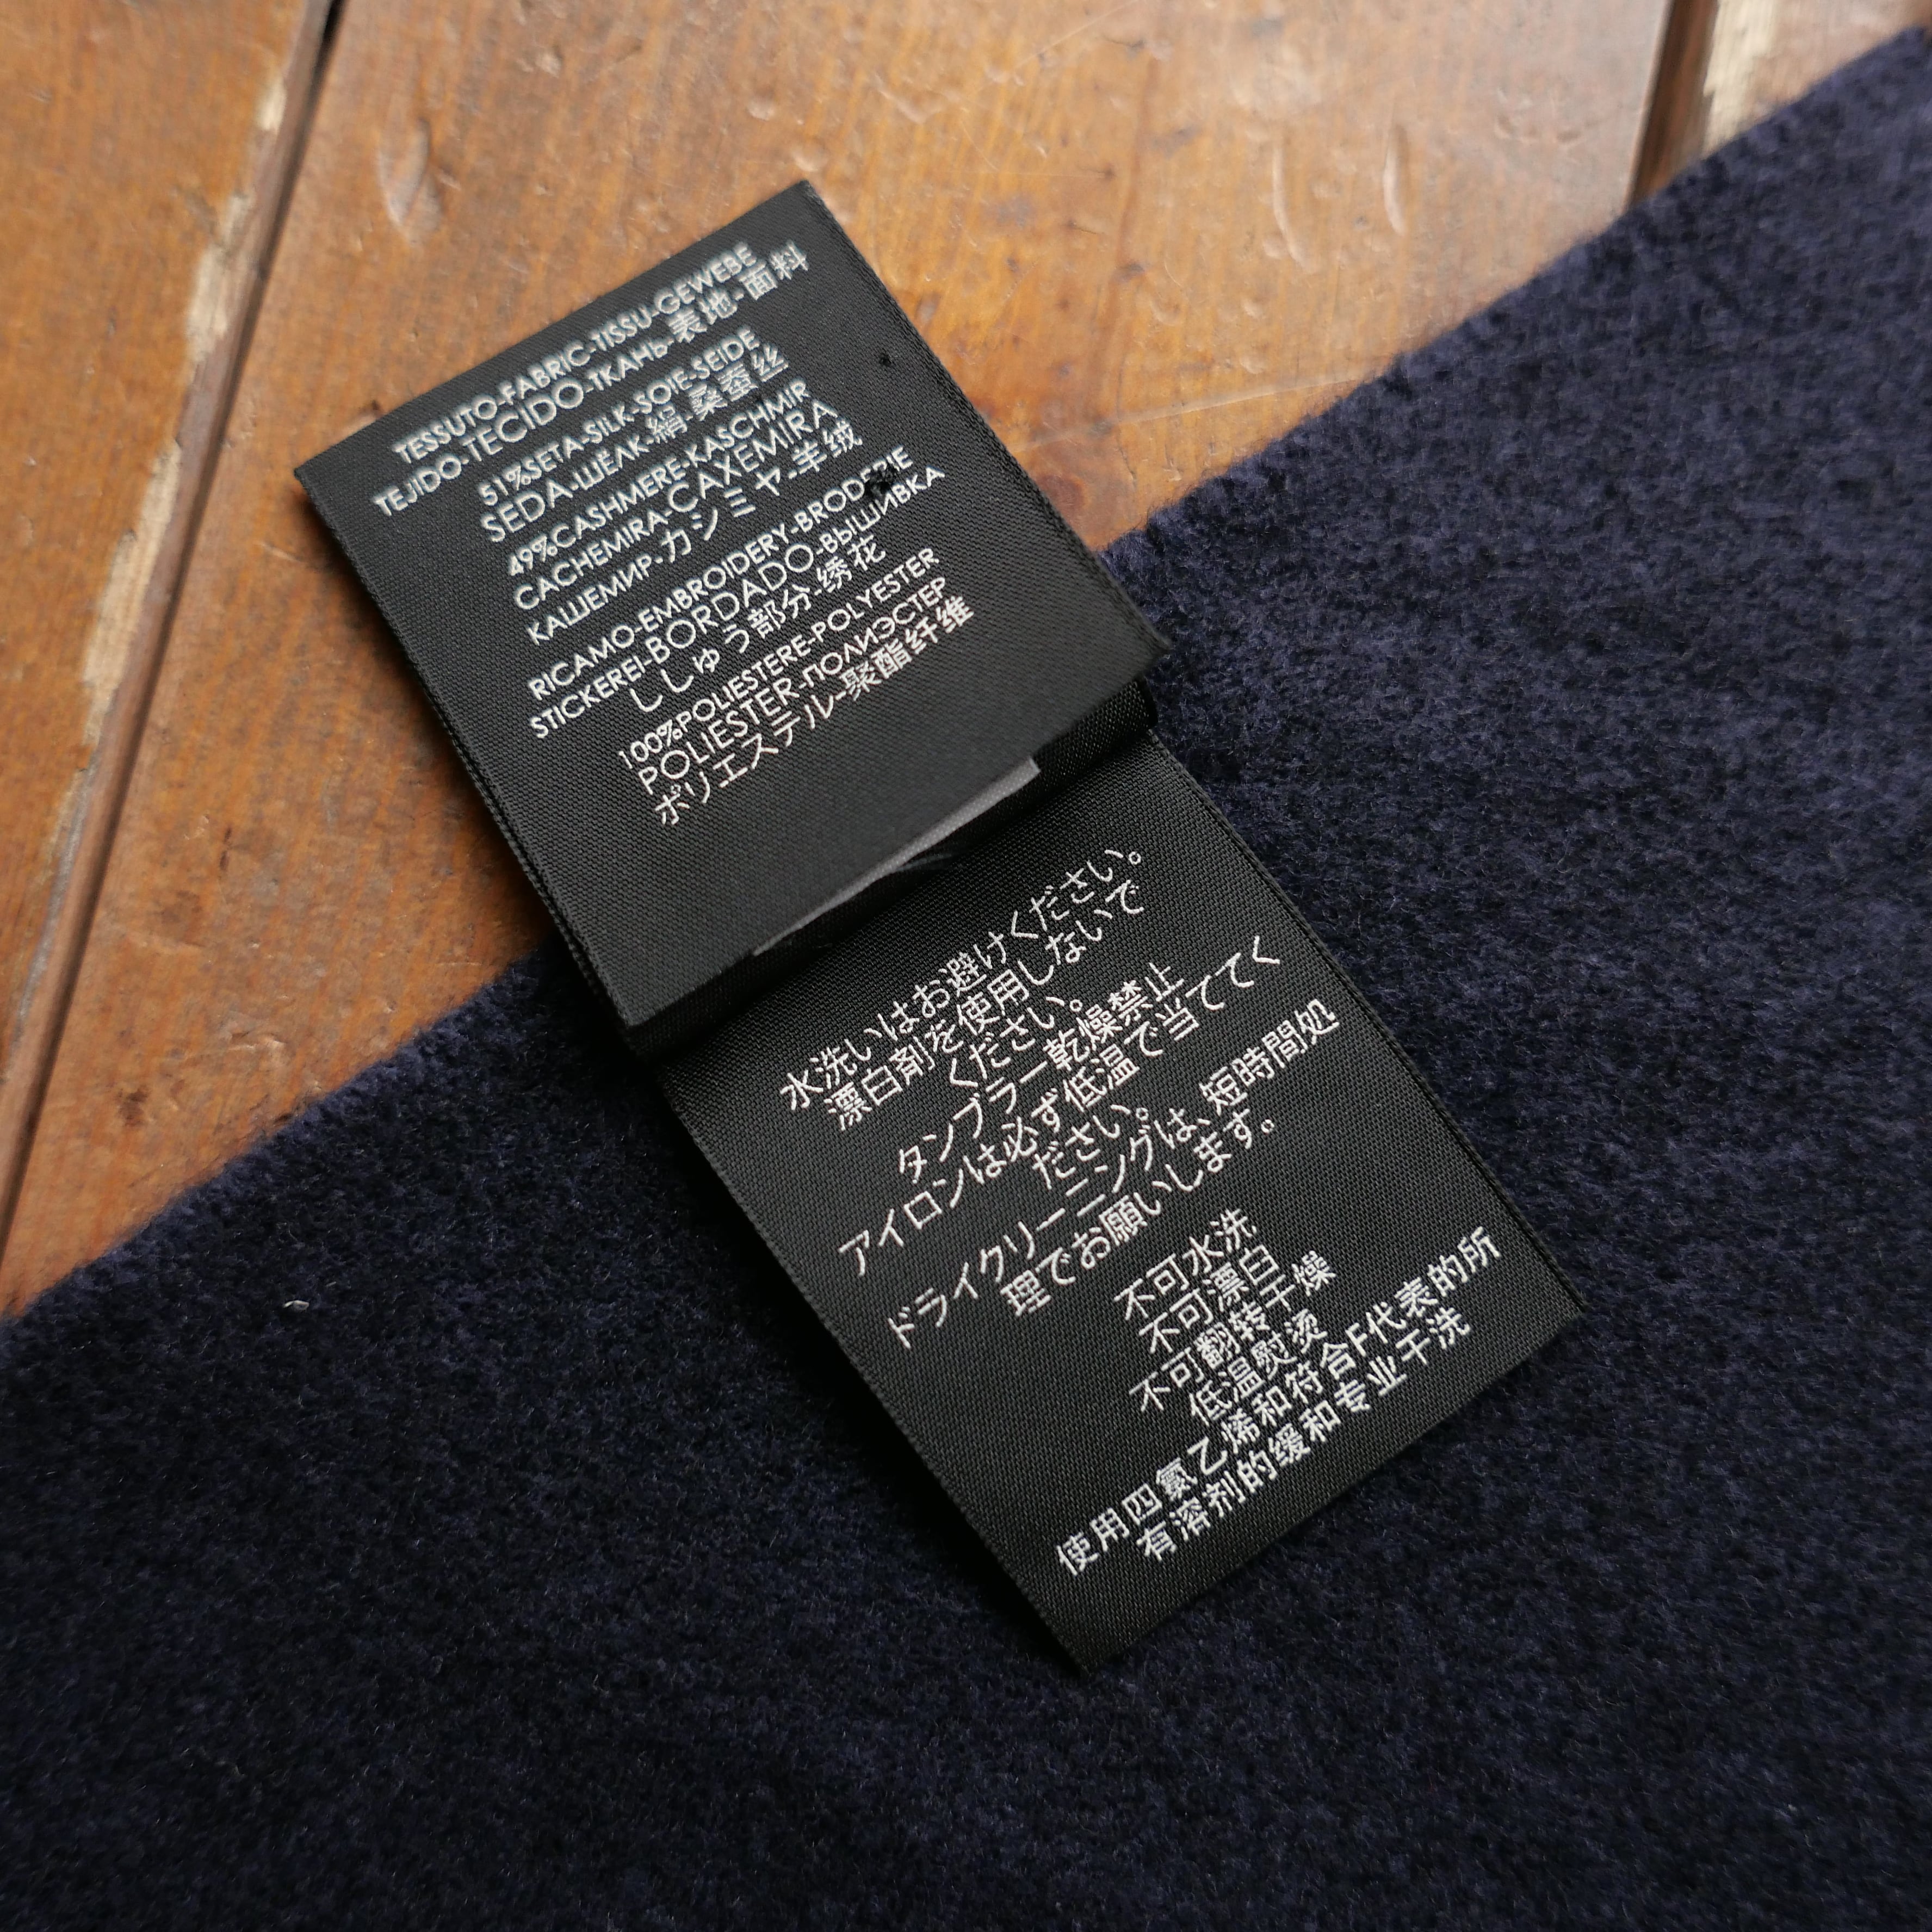 TESSUTO-FABRIC-TISSU-GEWEBE
TEJIDO-TECIDO-ТКАНЬ-表地-面料
51%SETA-SILK-SOIE-SEIDE
SEDA-ШЕЛК-絹-桑蚕丝
49%CASHMERE-KASCHMIR
CACHEMIRA-CAXEMIRA
КАШЕМИР-カシミヤ-羊绒
RICAMO-EMBROIDERY-BRODERIE
STICKEREI-BORDADO-ВЫШИВКА
ししゅう部分-绣花
100%POLIESTERE-POLYESTER
POLIESTER-ПОЛИЭСТЕР
ポリエステル-聚酯纤维
水洗いはお避けください。
漂白剤を使用しないで
ください。
タンブラー乾燥禁止
アイロンは必ず低温で当ててく
ださい。
ドライクリーニングは、短時間処
理でお願いします。
不可水洗
不可漂白
不可翻转干燥
低温熨烫
使用四氯乙烯和符合F代表的所
有溶剂的缓和专业干洗